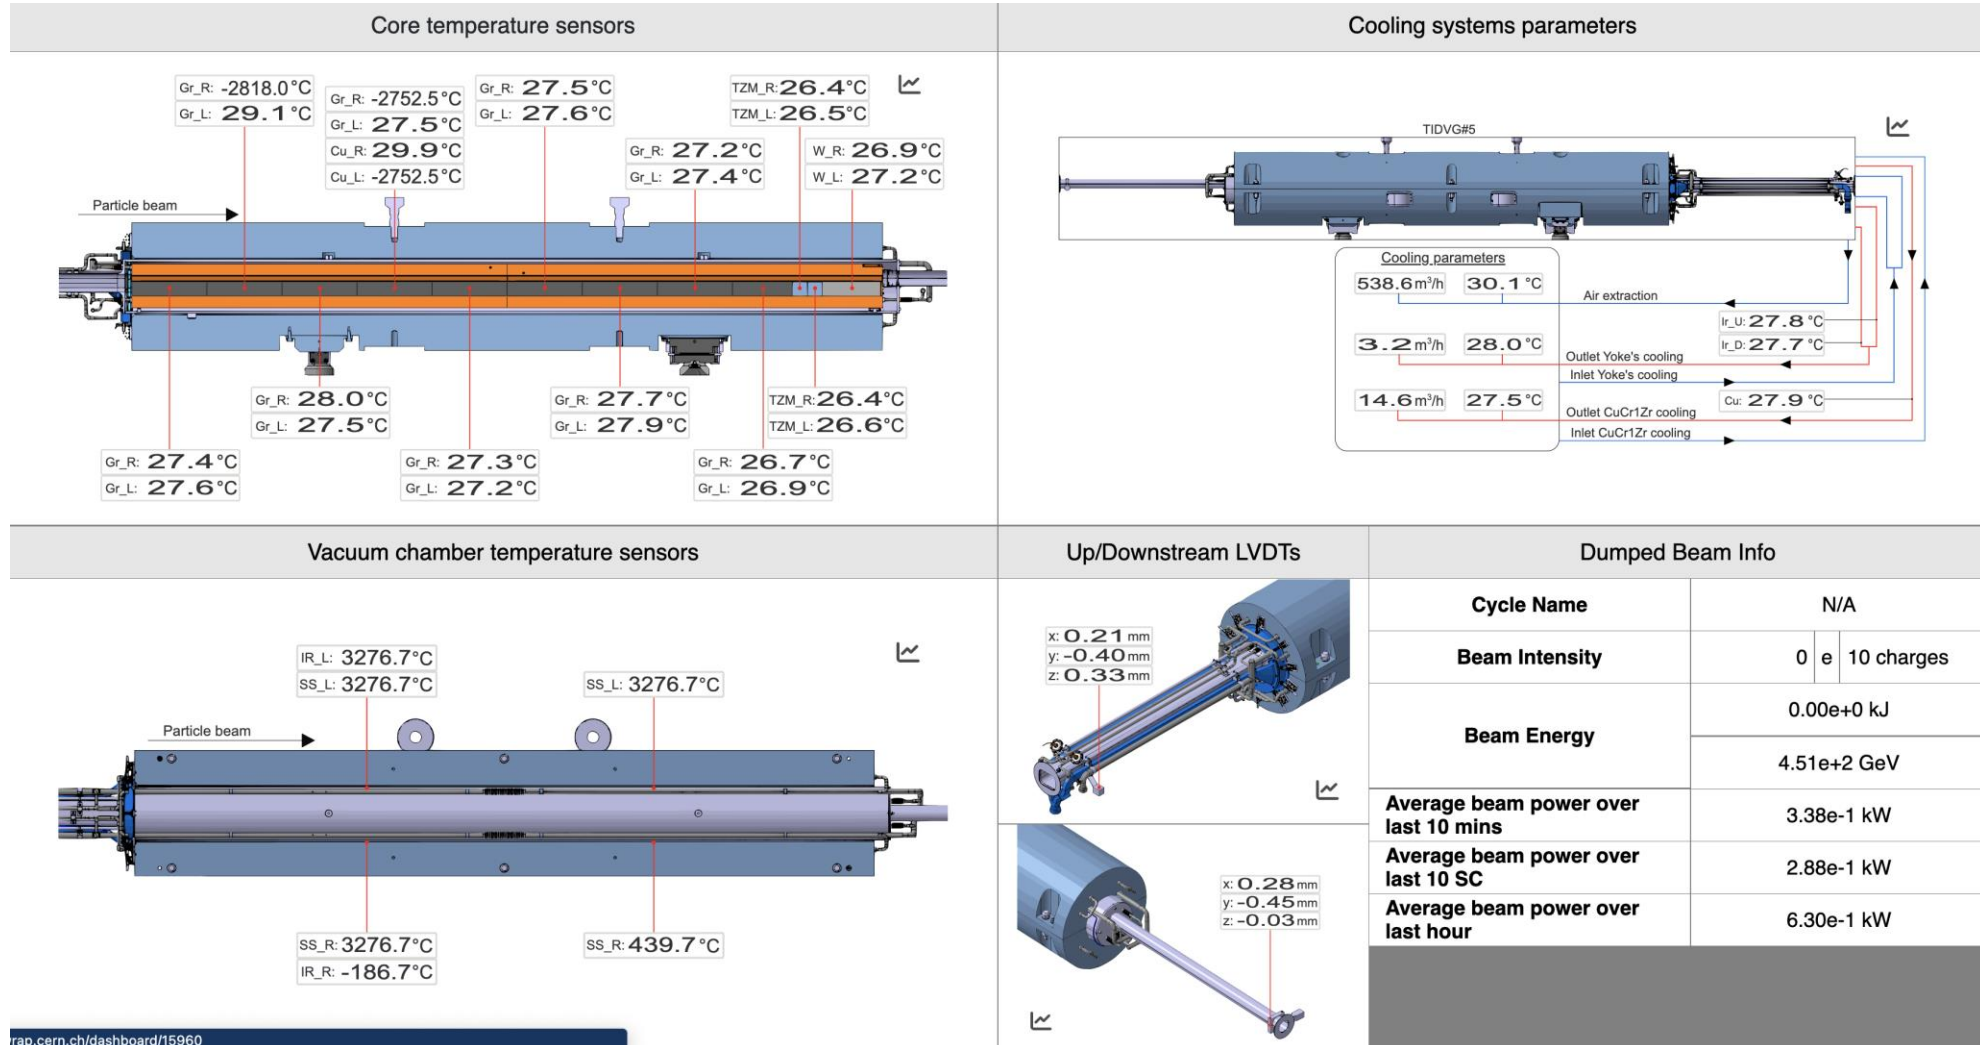 Core temperature sensors
Gr_R: -2818.0°C
Gr_L: 29.1°C
Gr_R: -2752.5°C
Gr_L: 27.5°C
Cu_R: 29.9°C
Cu_L: -2752.5°C
Gr_R: 27.5°C
Gr_L: 27.6°C
Gr_R: 27.2°C
Gr_L: 27.4°C
TZM_R: 26.4°C
TZM_L: 26.5°C
W_R: 26.9°C
W_L: 27.2°C
Particle beam
Gr_R: 27.4°C
Gr_L: 27.6°C
Gr_R: 28.0°C
Gr_L: 27.5°C
Gr_R: 27.3°C
Gr_L: 27.2°C
Gr_R: 27.7°C
Gr_L: 27.9°C
Gr_R: 26.7°C
Gr_L: 26.9°C
TZM_R: 26.4°C
TZM_L: 26.6°C
Cooling systems parameters
TIDVG#5
Cooling parameters
538.6 m³/h 30.1 °C
Air extraction
Ir_U: 27.8 °C
Ir_D: 27.7 °C
3.2 m³/h 28.0 °C
Outlet Yoke's cooling
Inlet Yoke's cooling
14.6 m³/h 27.5 °C
Cu: 27.9 °C
Outlet CuCr1Zr cooling
Inlet CuCr1Zr cooling
Vacuum chamber temperature sensors
IR_L: 3276.7°C
SS_L: 3276.7°C
SS_L: 3276.7°C
Particle beam
SS_R: 3276.7°C
IR_R: -186.7°C
SS_R: 439.7°C
Up/Downstream LVDTs
x: 0.21 mm
y: -0.40 mm
z: 0.33 mm
x: 0.28 mm
y: -0.45 mm
z: -0.03 mm
Dumped Beam Info
Cycle Name N/A
Beam Intensity 0 e 10 charges
Beam Energy 0.00e+0 kJ
4.51e+2 GeV
Average beam power over
last 10 mins 3.38e-1 kW
Average beam power over
last 10 SC 2.88e-1 kW
Average beam power over
last hour 6.30e-1 kW
rap.cern.ch/dashboard/15960